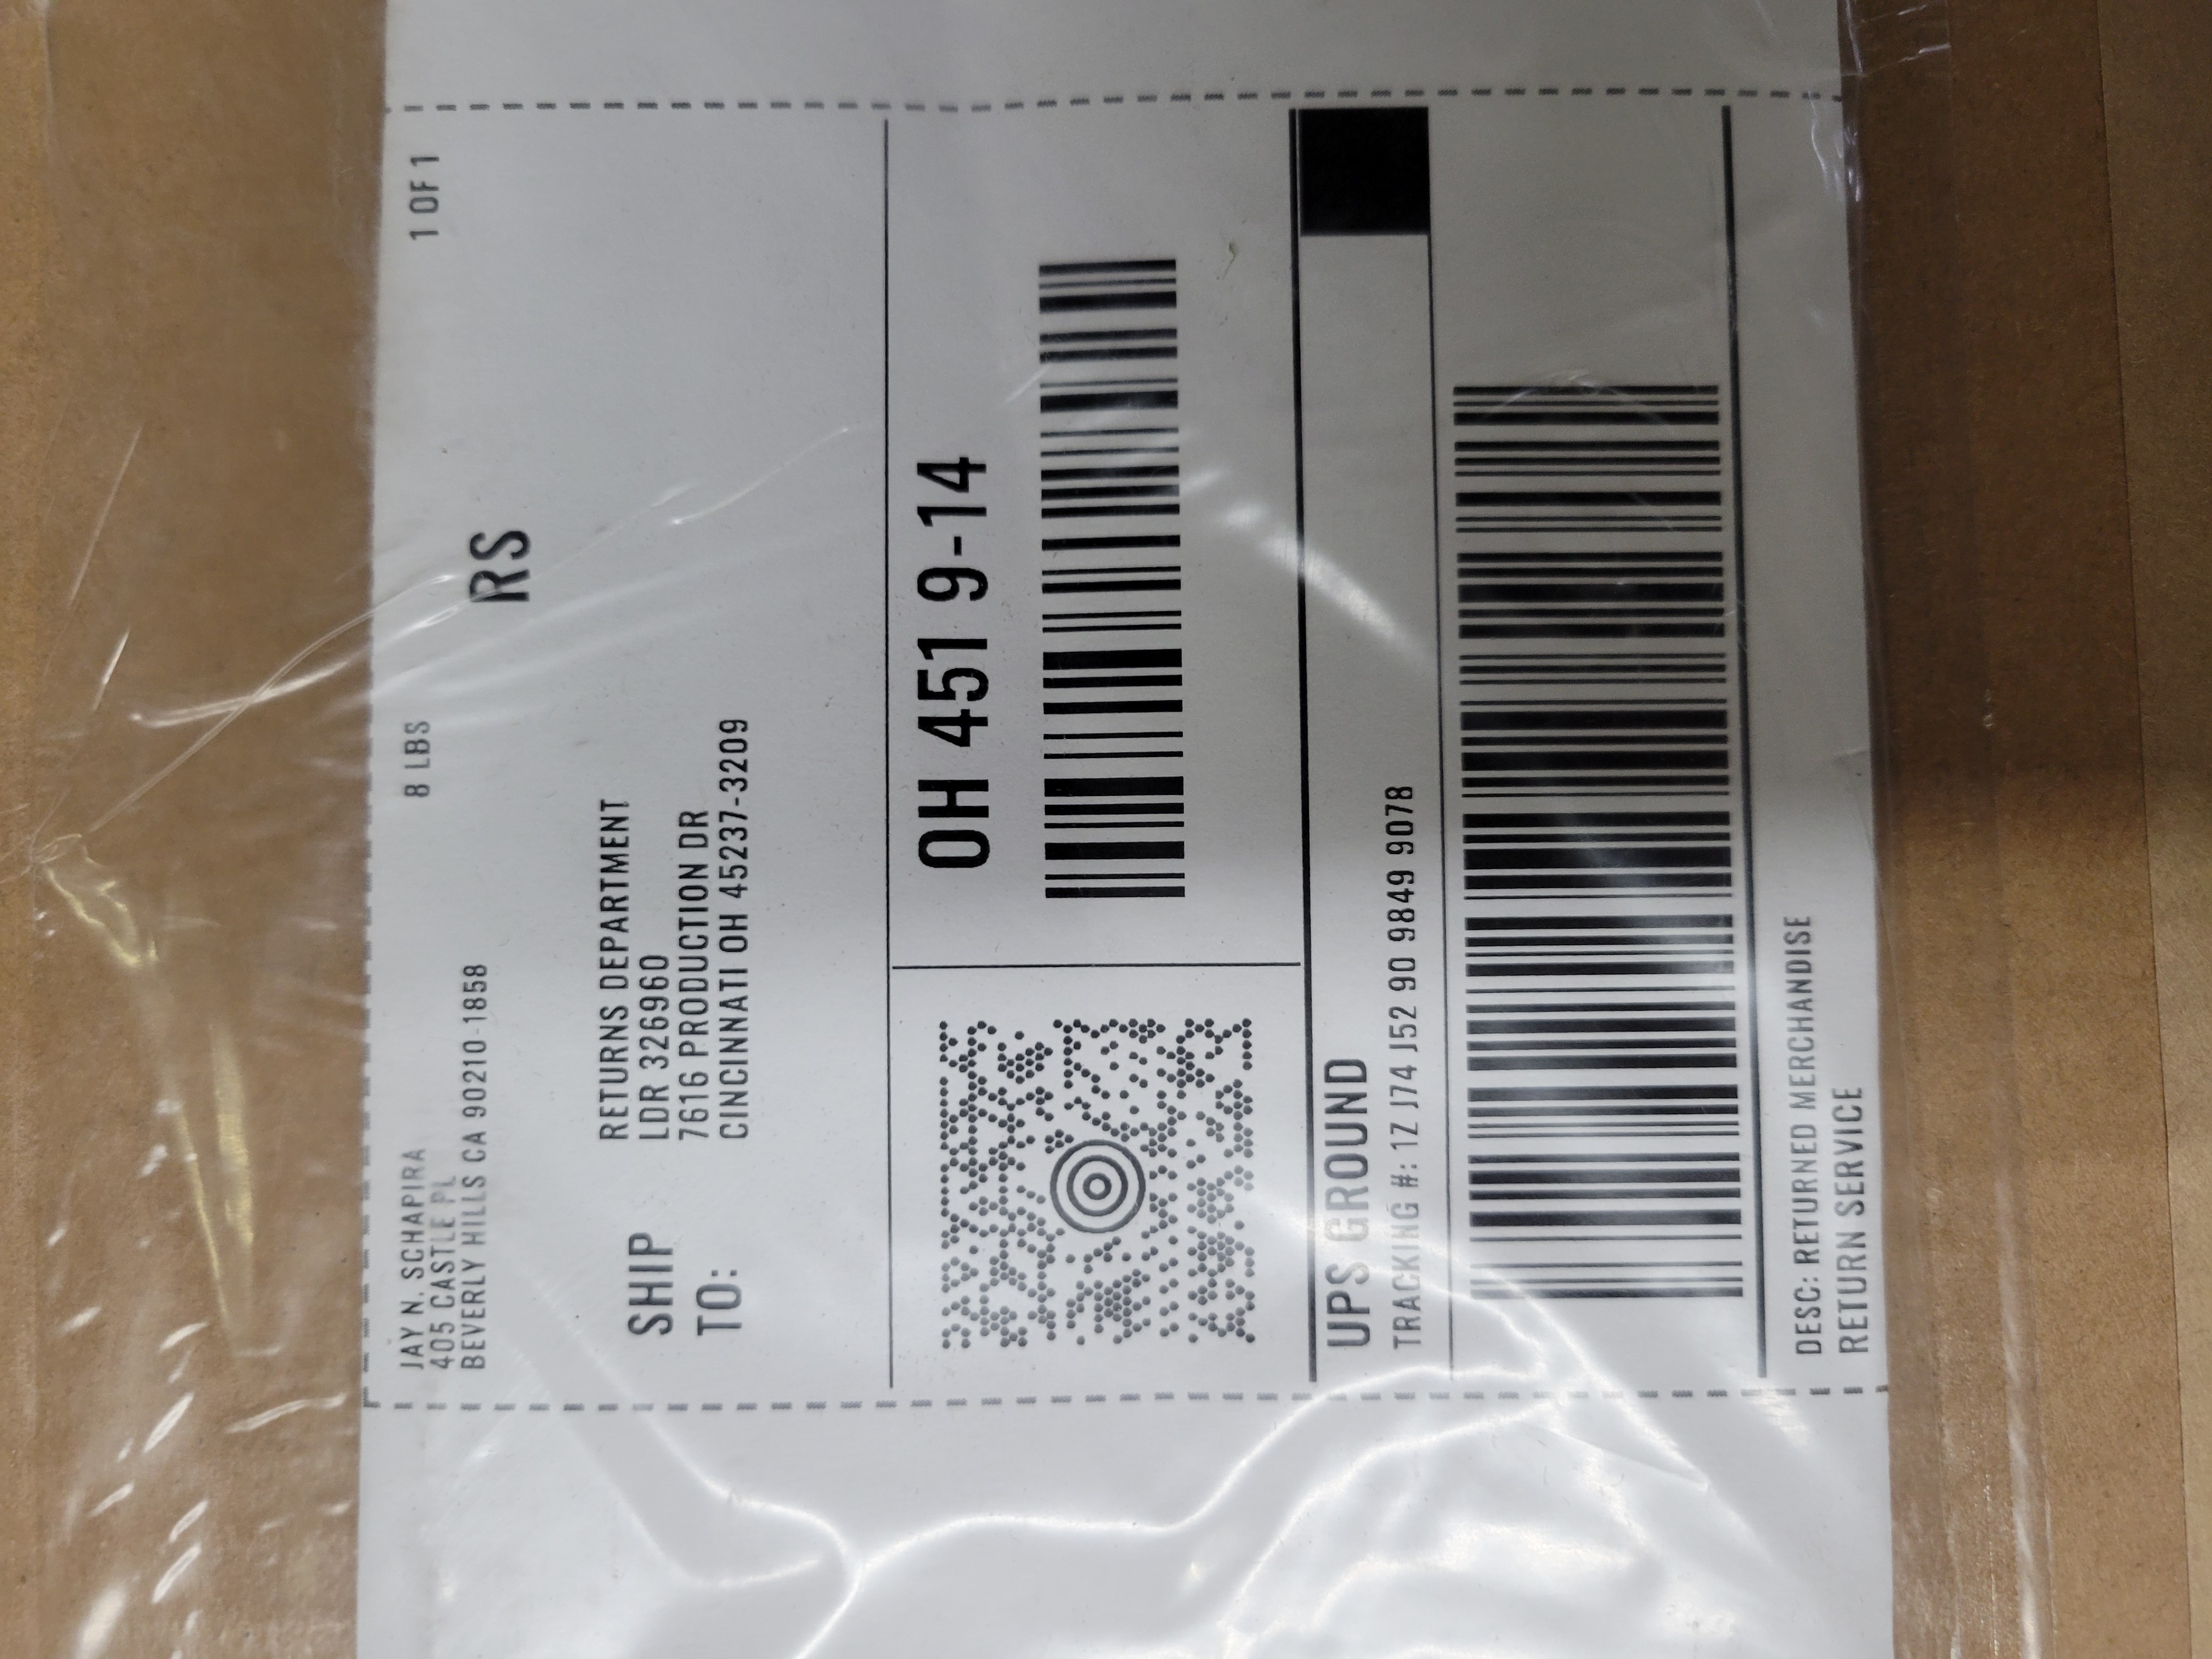 JAY N. SCHAPIRA
405 CASTLE PL
BEVERLY HILLS CA 90210-1858
8 LBS
1 OF 1
RS
SHIP
TO:
RETURNS DEPARTMENT
LDR 326960
7616 PRODUCTION DR
CINCINNATI OH 45237-3209
OH 451 9-14
UPS GROUND
TRACKING #: 1Z J74 J52 90 9849 9078
DESC: RETURNED MERCHANDISE
RETURN SERVICE